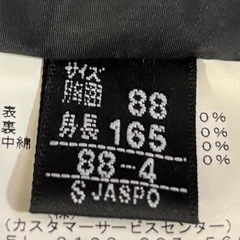 サイズ
胸囲 88
身長 165
88-4
S JASPO
表 0%
裏 0%
中綿 0%
(カスタマーサービスセンター)